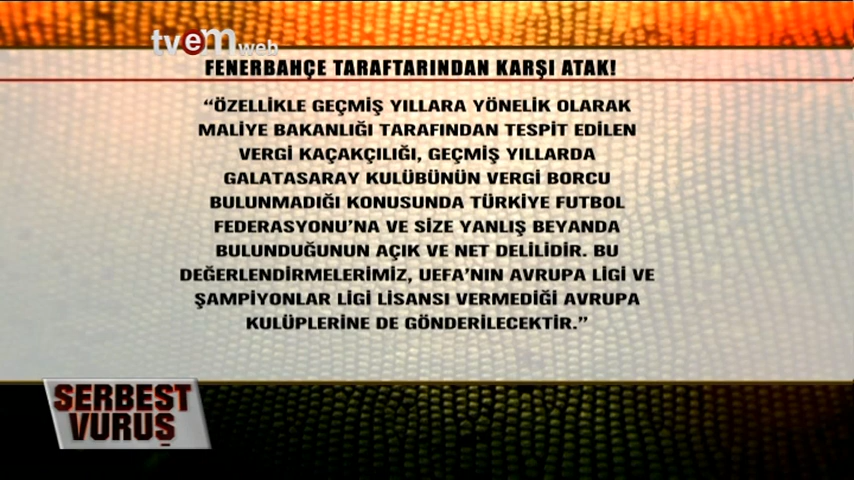 tvem web
FENERBAHÇE TARAFTARINDAN KARŞI ATAK!
“ÖZELLİKLE GEÇMİŞ YILLARA YÖNELİK OLARAK
MALİYE BAKANLIĞI TARAFINDAN TESPİT EDİLEN
VERGİ KAÇAKÇILIĞI, GEÇMİŞ YILLARDA
GALATASARAY KULÜBÜNÜN VERGİ BORCU
BULUNMADIĞI KONUSUNDA TÜRKİYE FUTBOL
FEDERASYONU’NA VE SİZE YANLIŞ BEYANDA
BULUNDUĞUNUN AÇIK VE NET DELİLİDİR. BU
DEĞERLENDİRMELERİMİZ, UEFA’NIN AVRUPA LİGİ VE
ŞAMPİYONLAR LİGİ LİSANSI VERMEDİĞİ AVRUPA
KULÜPLERİNE DE GÖNDERİLECEKTİR.”
SERBEST
VURUŞ